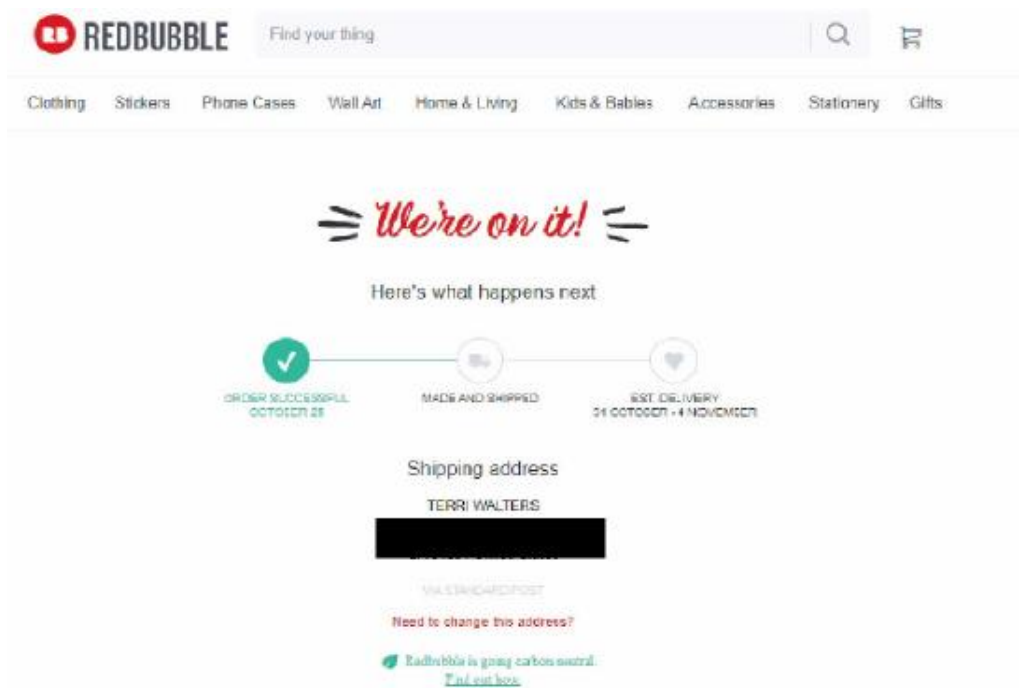 RB REDBUBBLE
Find your thing
Clothing Stickers Phone Cases Wall Art Home & Living Kids & Babies Accessories Stationery Gifts
We're on it!
Here's what happens next
ORDER SUCCESSFUL MADE AND SHIPPED EST. DELIVERY
OCTOBER 31 OCTOBER - 4 NOVEMBER
Shipping address
TERRI WALTERS
VIA STANDARD POST
Need to change this address?
Redbubble is going carbon neutral.
Find out how.